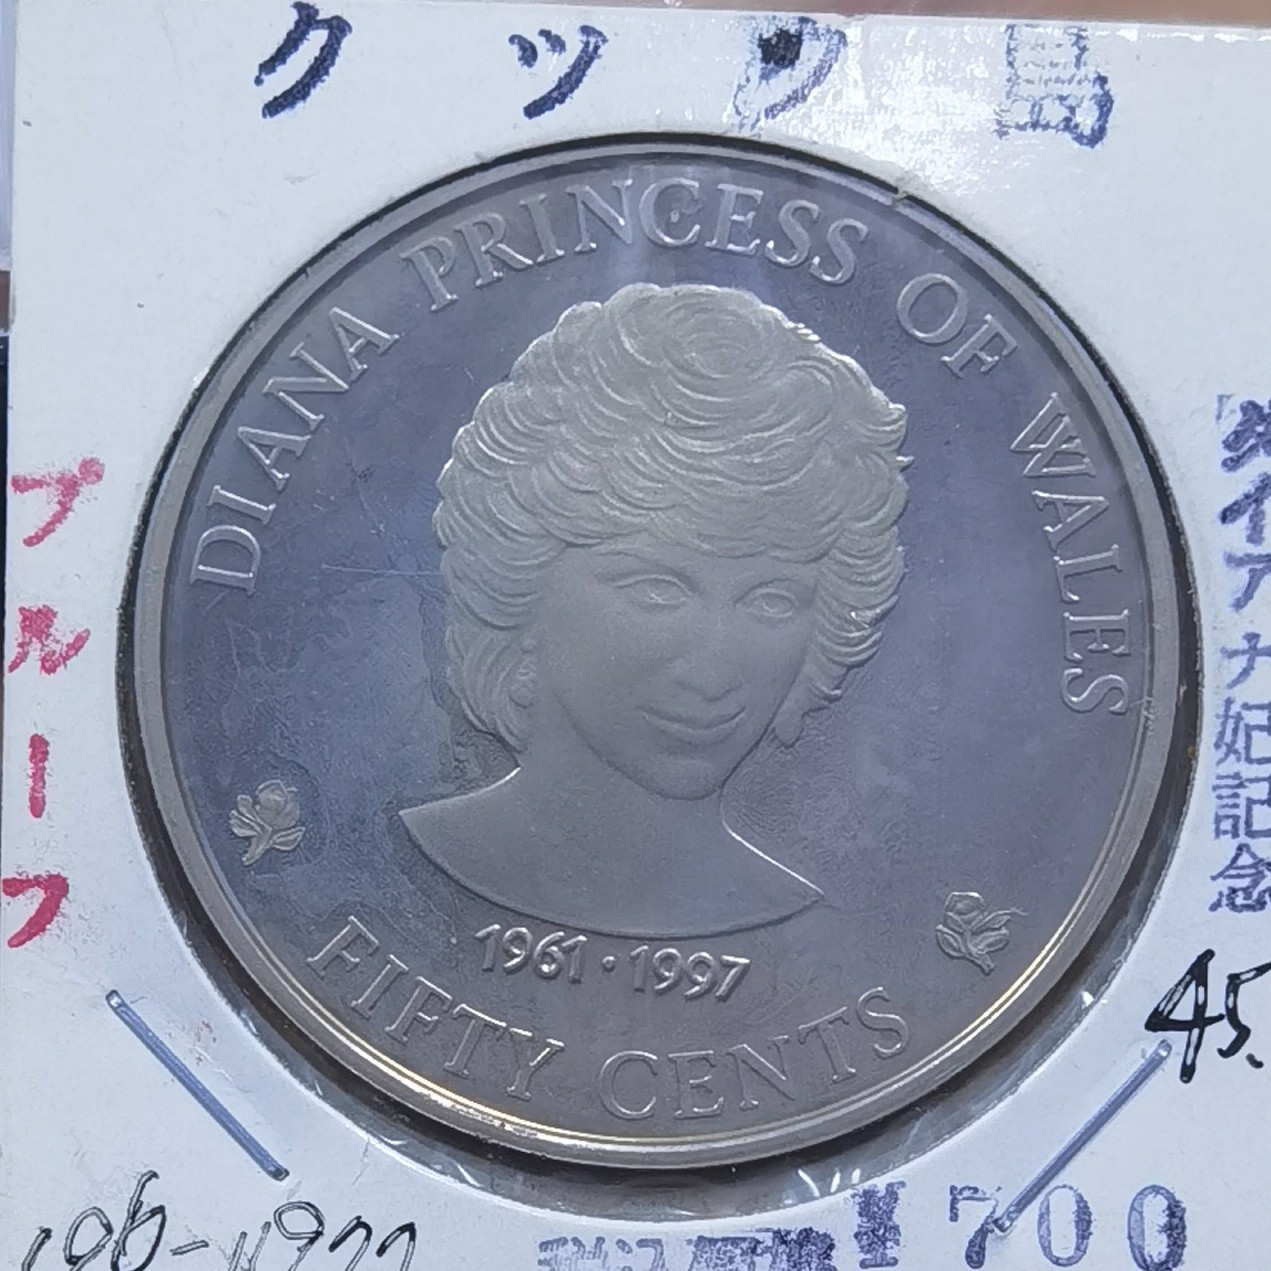 クック島
DIANA PRINCESS OF WALES
プルーフ
ダイアナ妃記念
1961·1997
FIFTY CENTS
45.
¥700